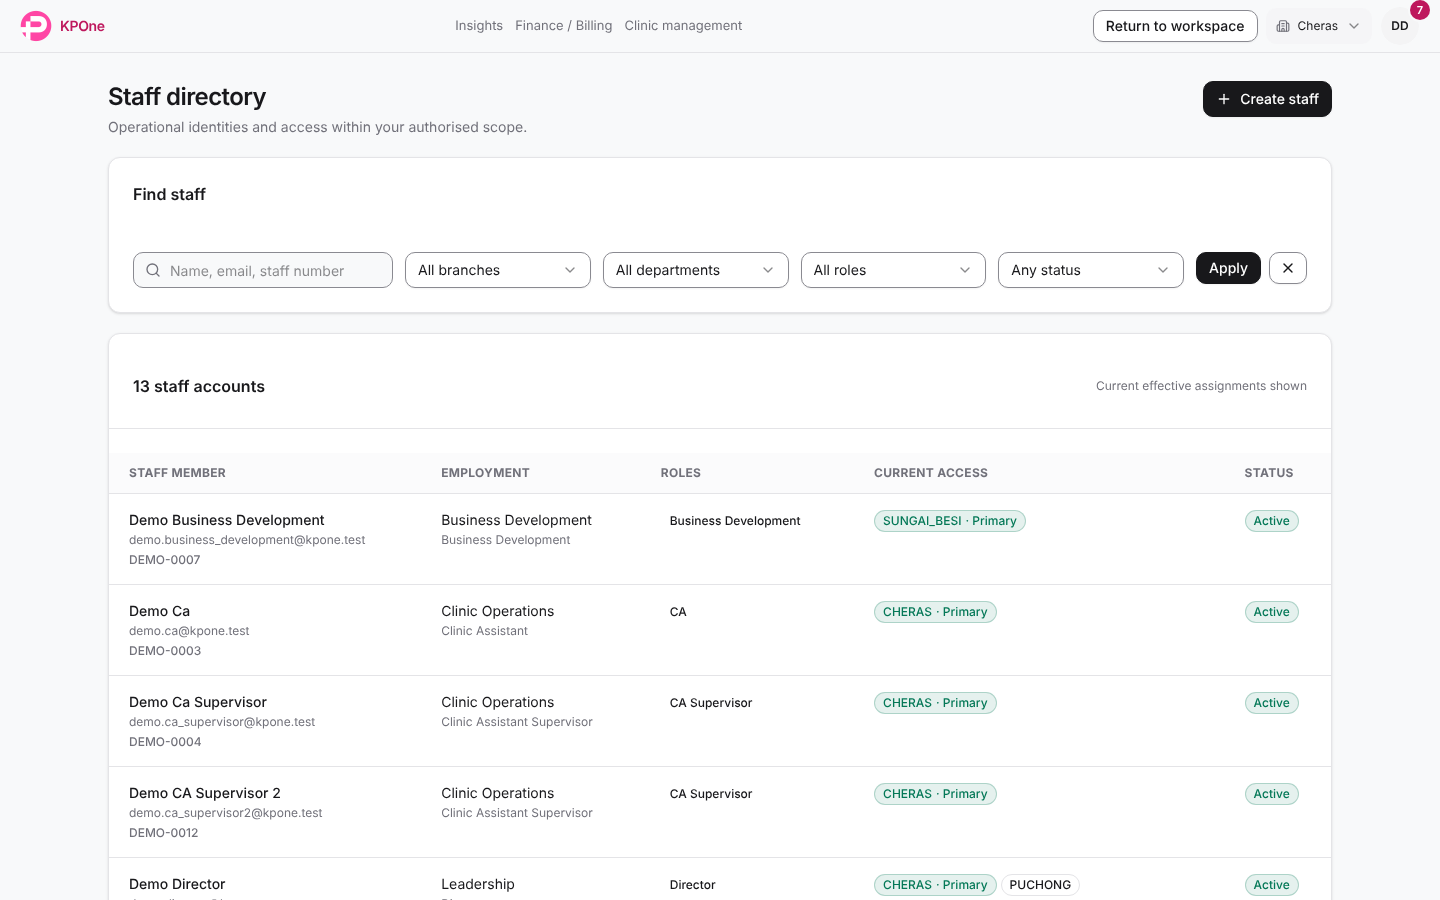 KPOne
Insights
Finance / Billing
Clinic management
Return to workspace
Cheras
DD
7
Staff directory
Operational identities and access within your authorised scope.
Create staff
Find staff
Name, email, staff number
All branches
All departments
All roles
Any status
Apply
13 staff accounts
Current effective assignments shown
STAFF MEMBER EMPLOYMENT ROLES CURRENT ACCESS STATUS
Demo Business Development Business Development Business Development SUNGAI_BESI · Primary Active
demo.business_development@kpone.test Business Development
DEMO-0007
Demo Ca Clinic Operations CA CHERAS · Primary Active
demo.ca@kpone.test Clinic Assistant
DEMO-0003
Demo Ca Supervisor Clinic Operations CA Supervisor CHERAS · Primary Active
demo.ca_supervisor@kpone.test Clinic Assistant Supervisor
DEMO-0004
Demo CA Supervisor 2 Clinic Operations CA Supervisor CHERAS · Primary Active
demo.ca_supervisor2@kpone.test Clinic Assistant Supervisor
DEMO-0012
Demo Director Leadership Director CHERAS · Primary PUCHONG Active